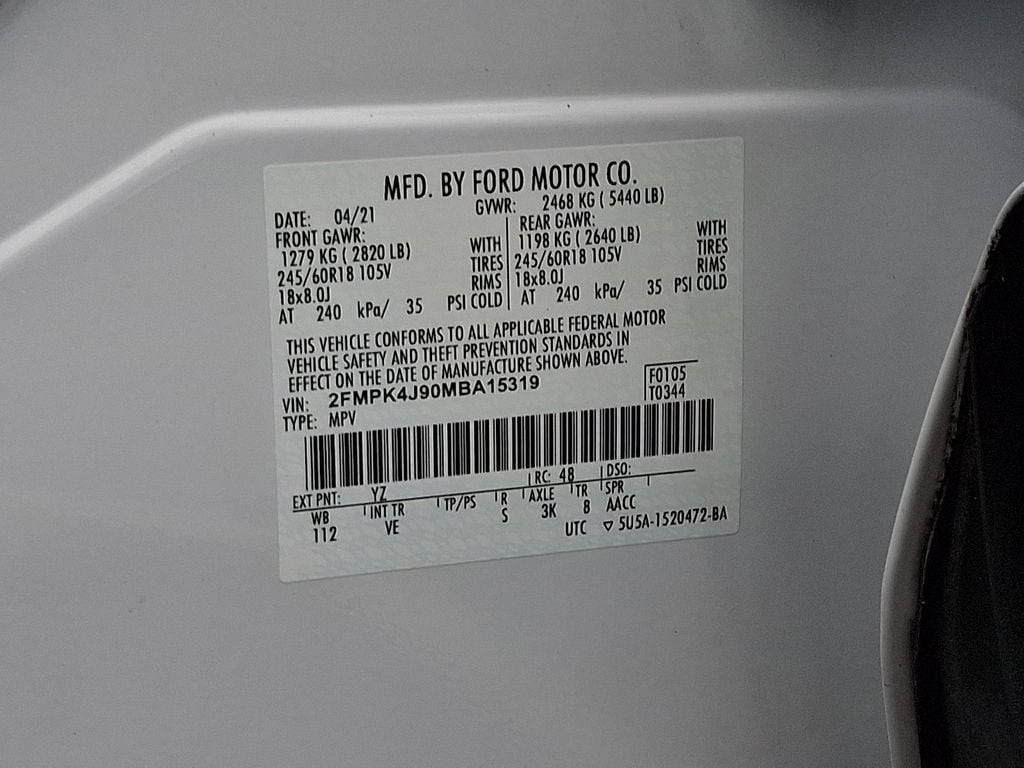 MFD. BY FORD MOTOR CO.
DATE: 04/21 GVWR: 2468 KG ( 5440 LB)
FRONT GAWR: REAR GAWR:
1279 KG ( 2820 LB) WITH 1198 KG ( 2640 LB) WITH
245/60R18 105V TIRES 245/60R18 105V TIRES
18x8.0J RIMS 18x8.0J RIMS
AT 240 kPa/ 35 PSI COLD AT 240 kPa/ 35 PSI COLD
THIS VEHICLE CONFORMS TO ALL APPLICABLE FEDERAL MOTOR
VEHICLE SAFETY AND THEFT PREVENTION STANDARDS IN
EFFECT ON THE DATE OF MANUFACTURE SHOWN ABOVE.
VIN: 2FMPK4J90MBA15319 F0105
TYPE: MPV T0344
EXT PNT: YZ RC: 48 DSO:
WB INT TR TP/PS R AXLE TR SPR
112 VE S 3K 8 AACC
UTC ▽ 5U5A-1520472-BA